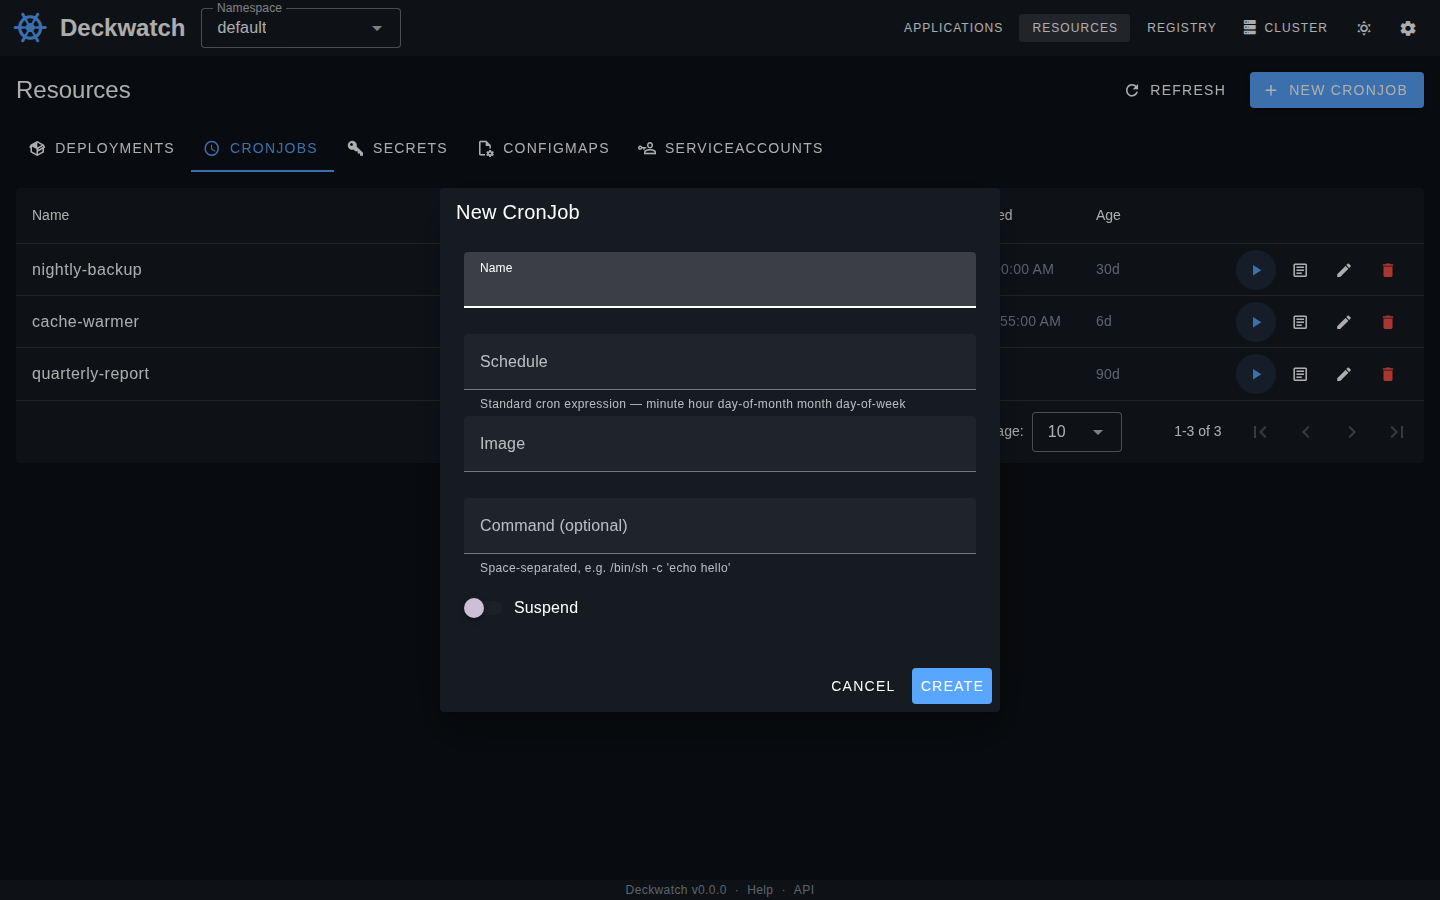 Deckwatch
Namespace
default
APPLICATIONS
RESOURCES
REGISTRY
CLUSTER
Resources
REFRESH
NEW CRONJOB
DEPLOYMENTS
CRONJOBS
SECRETS
CONFIGMAPS
SERVICEACCOUNTS
Name
Age
nightly-backup
0:00 AM
30d
cache-warmer
55:00 AM
6d
quarterly-report
90d
10
1-3 of 3
New CronJob
Name
Schedule
Standard cron expression — minute hour day-of-month month day-of-week
Image
Command (optional)
Space-separated, e.g. /bin/sh -c 'echo hello'
Suspend
CANCEL
CREATE
Deckwatch v0.0.0 · Help · API